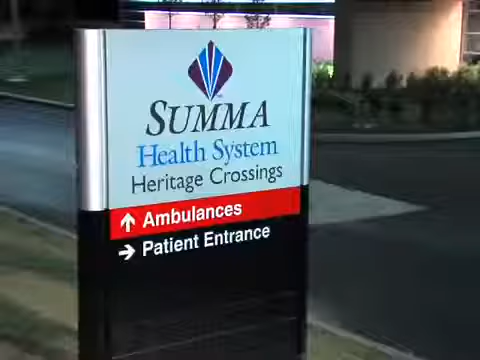 SUMMA
Health System
Heritage Crossings
↑ Ambulances
→ Patient Entrance